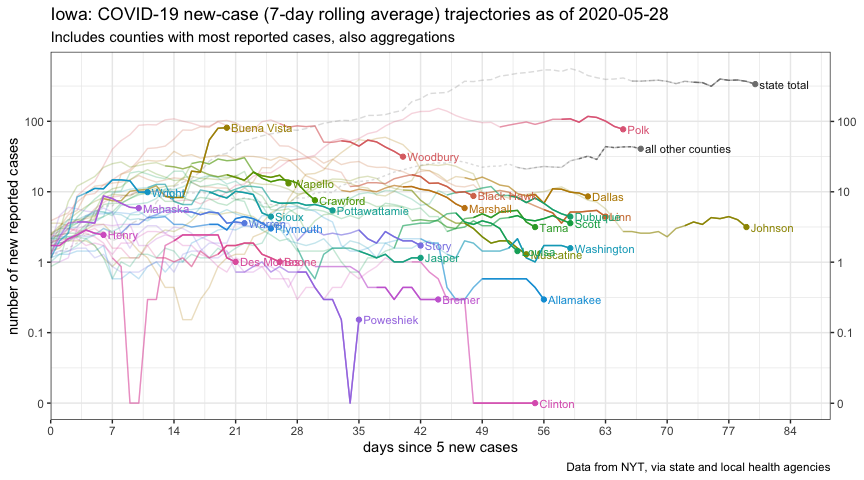 Iowa: COVID-19 new-case (7-day rolling average) trajectories as of 2020-05-28
Includes counties with most reported cases, also aggregations
number of new reported cases
100
10
1
0.1
0
100
10
1
0.1
0
state total
Buena Vista
Polk
all other counties
Woodbury
Wapello
Wright
Black Hawk
Dallas
Crawford
Mahaska
Pottawattamie
Marshall
Sioux
Dubuque
Linn
Warren
Plymouth
Scott
Tama
Johnson
Henry
Story
Washington
Jasper
Muscatine
Des Moines
Boone
Bremer
Allamakee
Poweshiek
Clinton
0 7 14 21 28 35 42 49 56 63 70 77 84
days since 5 new cases
Data from NYT, via state and local health agencies